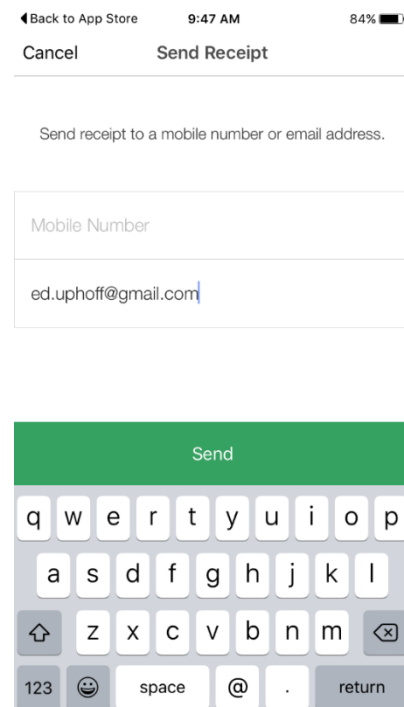 Back to App Store 9:47 AM 84%
Cancel Send Receipt
Send receipt to a mobile number or email address.
Mobile Number
ed.uphoff@gmail.com
Send
q w e r t y u i o p
a s d f g h j k l
z x c v b n m
123 space @ . return